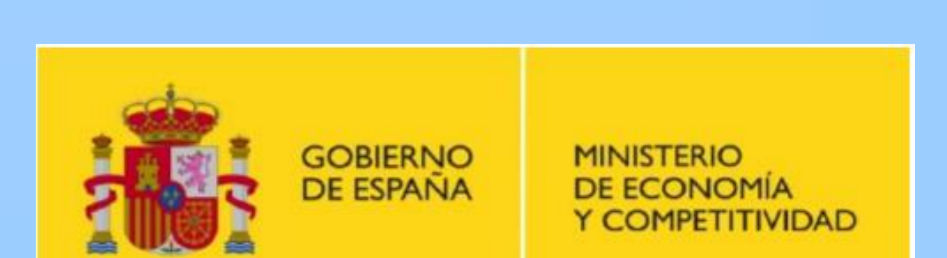 GOBIERNO
DE ESPAÑA
MINISTERIO
DE ECONOMÍA
Y COMPETITIVIDAD